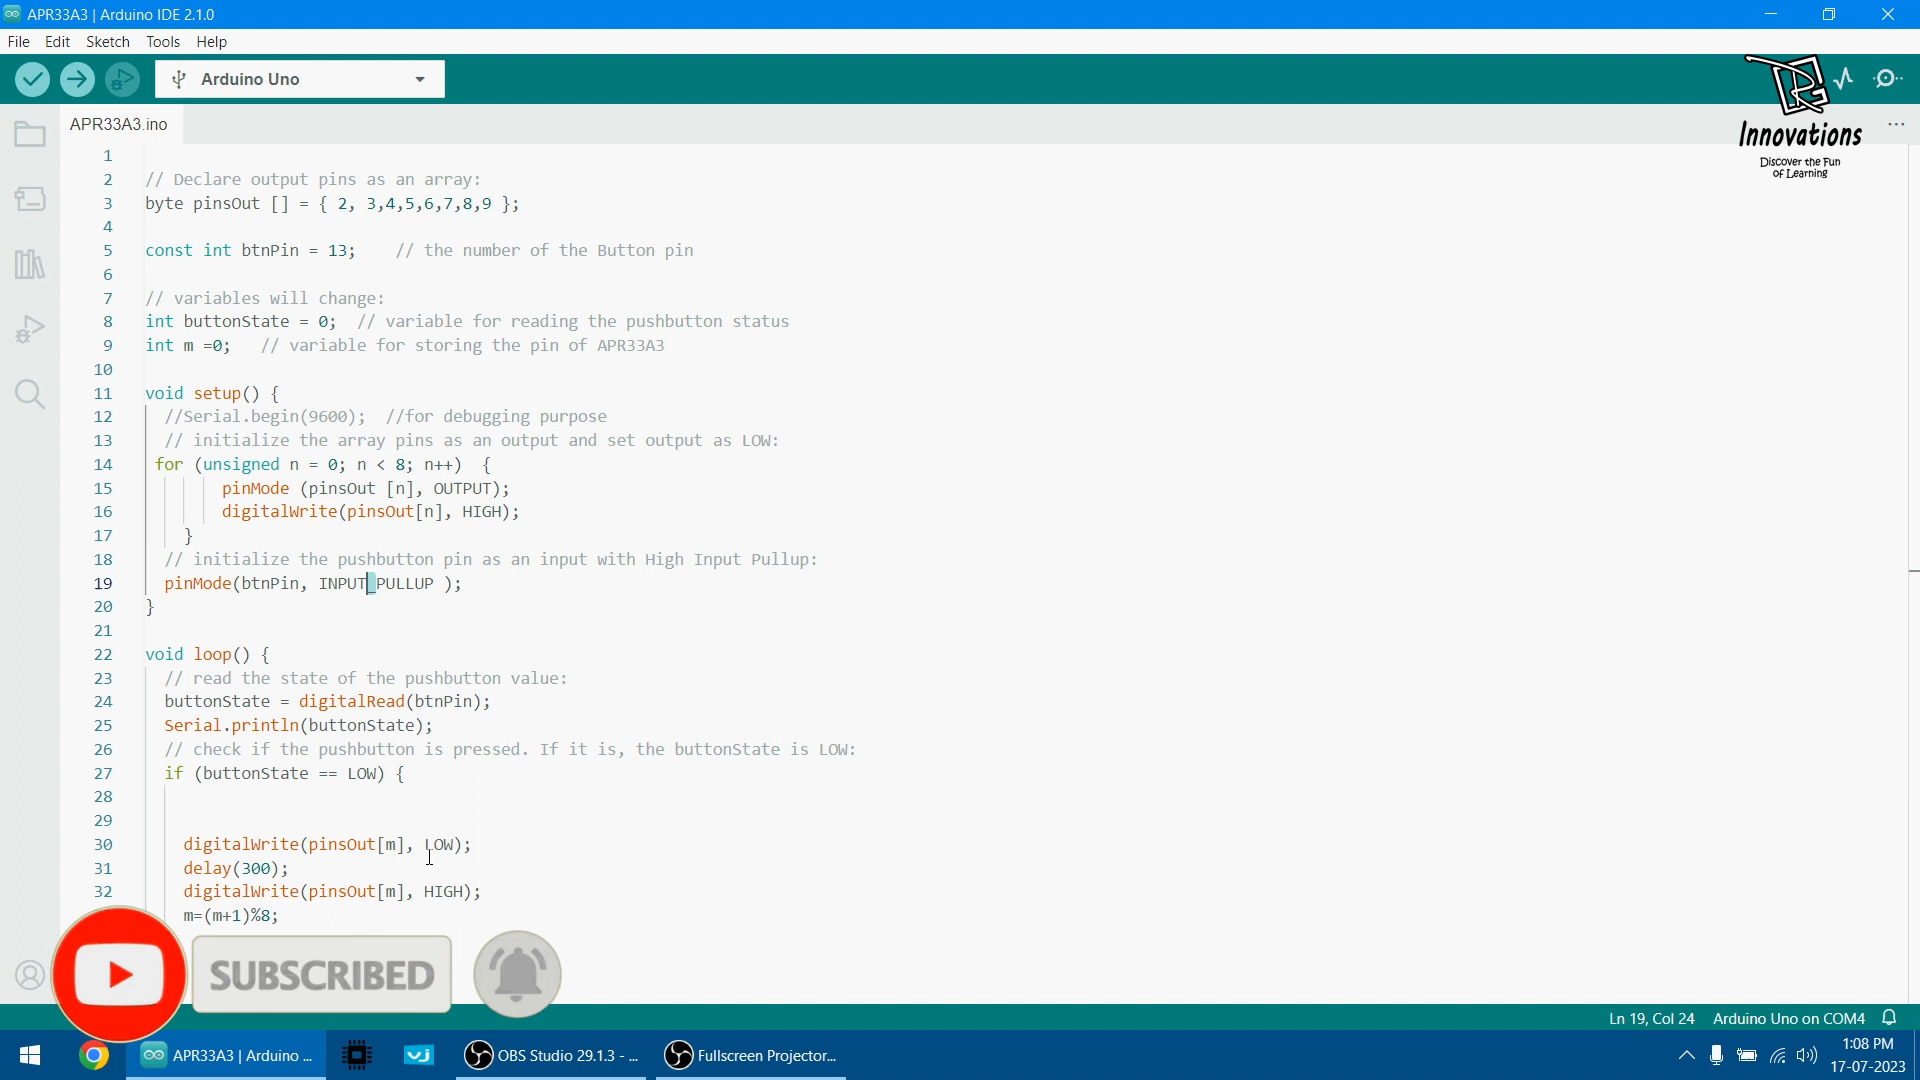 APR33A3 | Arduino IDE 2.1.0
File Edit Sketch Tools Help
Arduino Uno
Innovations
Discover the Fun
of Learning
APR33A3.ino
1
2 // Declare output pins as an array:
3 byte pinsOut [] = { 2, 3,4,5,6,7,8,9 };
4
5 const int btnPin = 13; // the number of the Button pin
6
7 // variables will change:
8 int buttonState = 0; // variable for reading the pushbutton status
9 int m =0; // variable for storing the pin of APR33A3
10
11 void setup() {
12 //Serial.begin(9600); //for debugging purpose
13 // initialize the array pins as an output and set output as LOW:
14 for (unsigned n = 0; n < 8; n++) {
15 pinMode (pinsOut [n], OUTPUT);
16 digitalWrite(pinsOut[n], HIGH);
17 }
18 // initialize the pushbutton pin as an input with High Input Pullup:
19 pinMode(btnPin, INPUT_PULLUP );
20 }
21
22 void loop() {
23 // read the state of the pushbutton value:
24 buttonState = digitalRead(btnPin);
25 Serial.println(buttonState);
26 // check if the pushbutton is pressed. If it is, the buttonState is LOW:
27 if (buttonState == LOW) {
28
29
30 digitalWrite(pinsOut[m], LOW);
31 delay(300);
32 digitalWrite(pinsOut[m], HIGH);
m=(m+1)%8;
SUBSCRIBED
Ln 19, Col 24 Arduino Uno on COM4
APR33A3 | Arduino ...
OBS Studio 29.1.3 - ...
Fullscreen Projector...
1:08 PM
17-07-2023